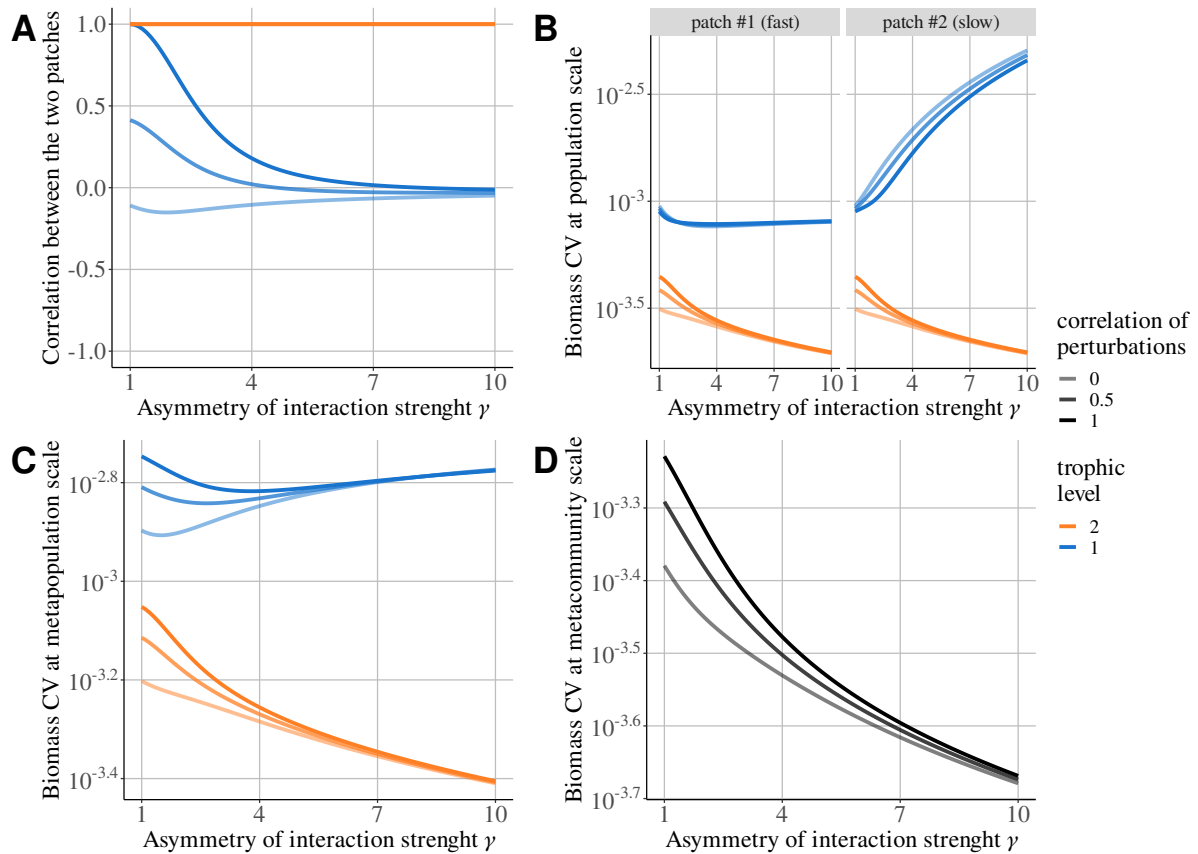 A
Correlation between the two patches
1.0
0.5
0.0
-0.5
-1.0
1 4 7 10
Asymmetry of interaction strenght γ
B
patch #1 (fast) patch #2 (slow)
Biomass CV at population scale
10^-2.5
10^-3
10^-3.5
1 4 7 10 1 4 7 10
Asymmetry of interaction strenght γ
correlation of
perturbations
0
0.5
1
trophic
level
2
1
C
Biomass CV at metapopulation scale
10^-2.8
10^-3
10^-3.2
10^-3.4
1 4 7 10
Asymmetry of interaction strenght γ
D
Biomass CV at metacommunity scale
10^-3.3
10^-3.4
10^-3.5
10^-3.6
10^-3.7
1 4 7 10
Asymmetry of interaction strenght γ